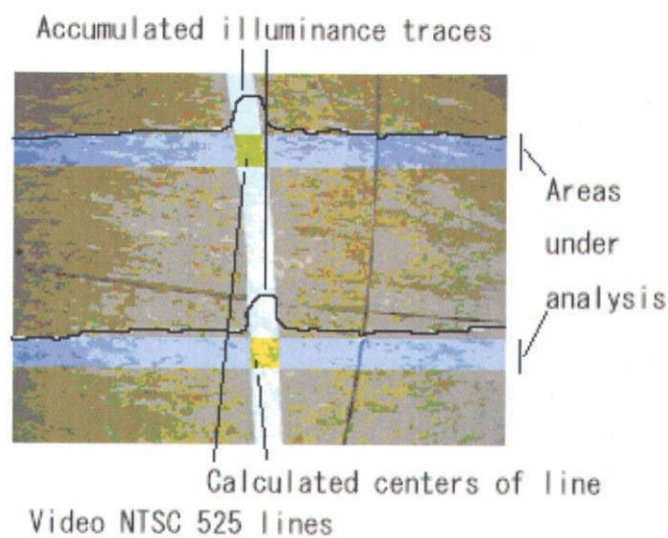 Accumulated illuminance traces
Areas
under
analysis
Calculated centers of line
Video NTSC 525 lines